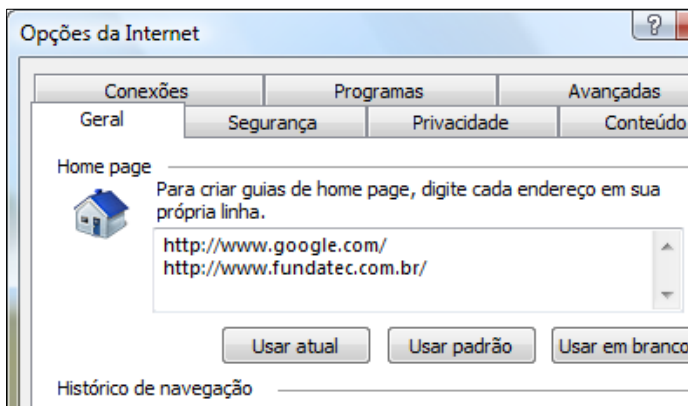 Opções da Internet
?
Conexões Programas Avançadas
Geral Segurança Privacidade Conteúdo
Home page
Para criar guias de home page, digite cada endereço em sua
própria linha.
http://www.google.com/
http://www.fundatec.com.br/
Usar atual Usar padrão Usar em branco
Histórico de navegação